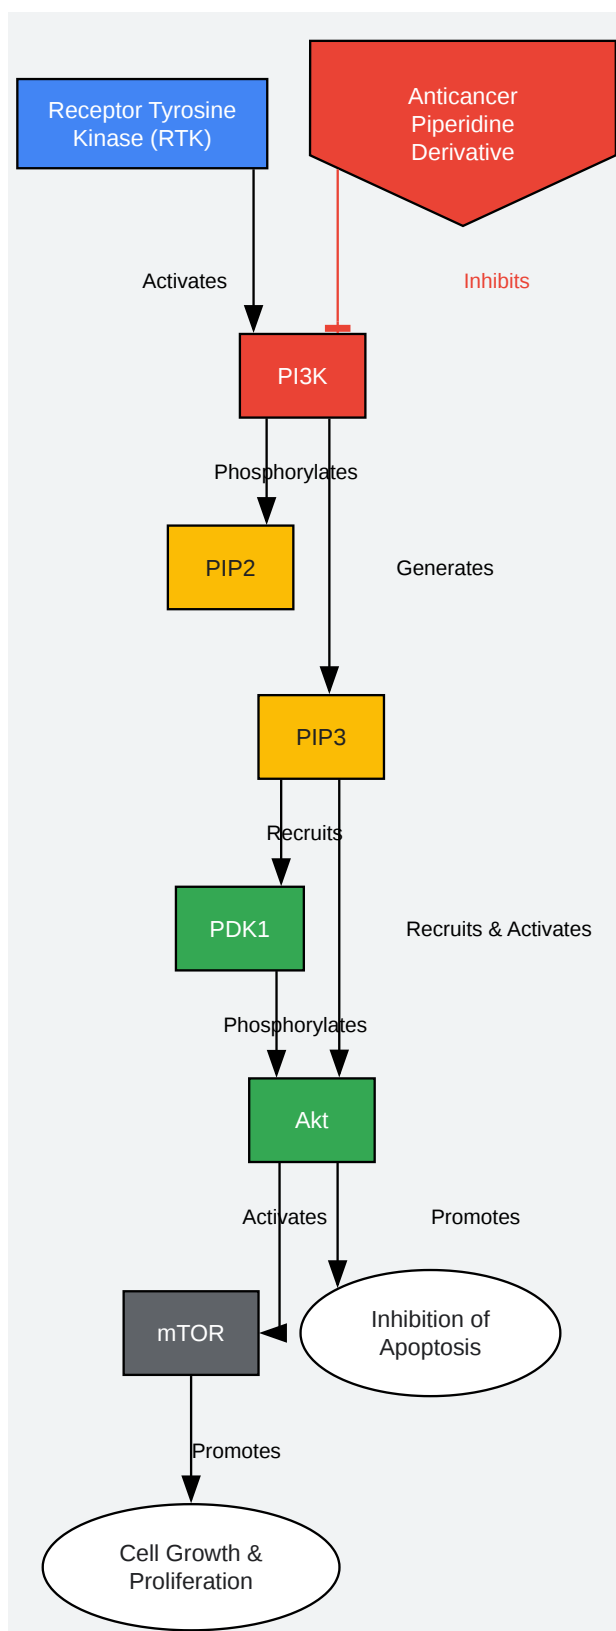 Receptor Tyrosine
Kinase (RTK)
Anticancer
Piperidine
Derivative
Activates
Inhibits
PI3K
Phosphorylates
PIP2
Generates
PIP3
Recruits
PDK1
Recruits & Activates
Phosphorylates
Akt
Activates
Promotes
Inhibition of
Apoptosis
mTOR
Promotes
Cell Growth &
Proliferation